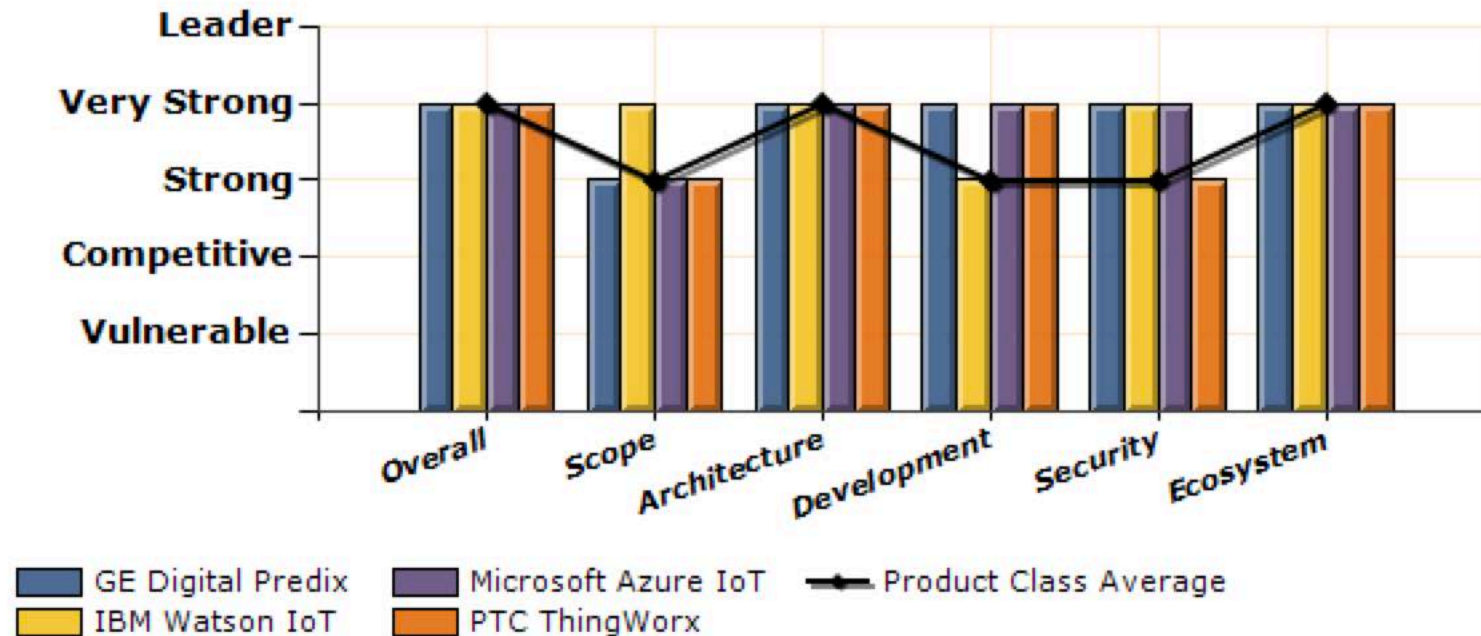 Leader
Very Strong
Strong
Competitive
Vulnerable
Overall
Scope
Architecture
Development
Security
Ecosystem
GE Digital Predix
Microsoft Azure IoT
Product Class Average
IBM Watson IoT
PTC ThingWorx